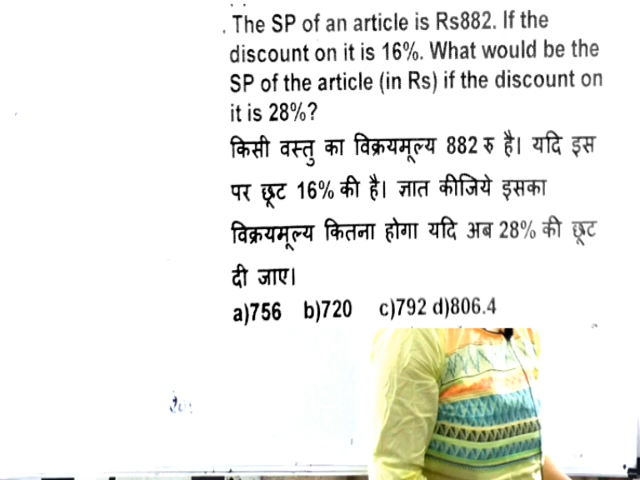 . The SP of an article is Rs882. If the
discount on it is 16%. What would be the
SP of the article (in Rs) if the discount on
it is 28%?
किसी वस्तु का विक्रयमूल्य 882 रु है। यदि इस
पर छूट 16% की है। ज्ञात कीजिये इसका
विक्रयमूल्य कितना होगा यदि अब 28% की छूट
दी जाए।
a)756 b)720 c)792 d)806.4